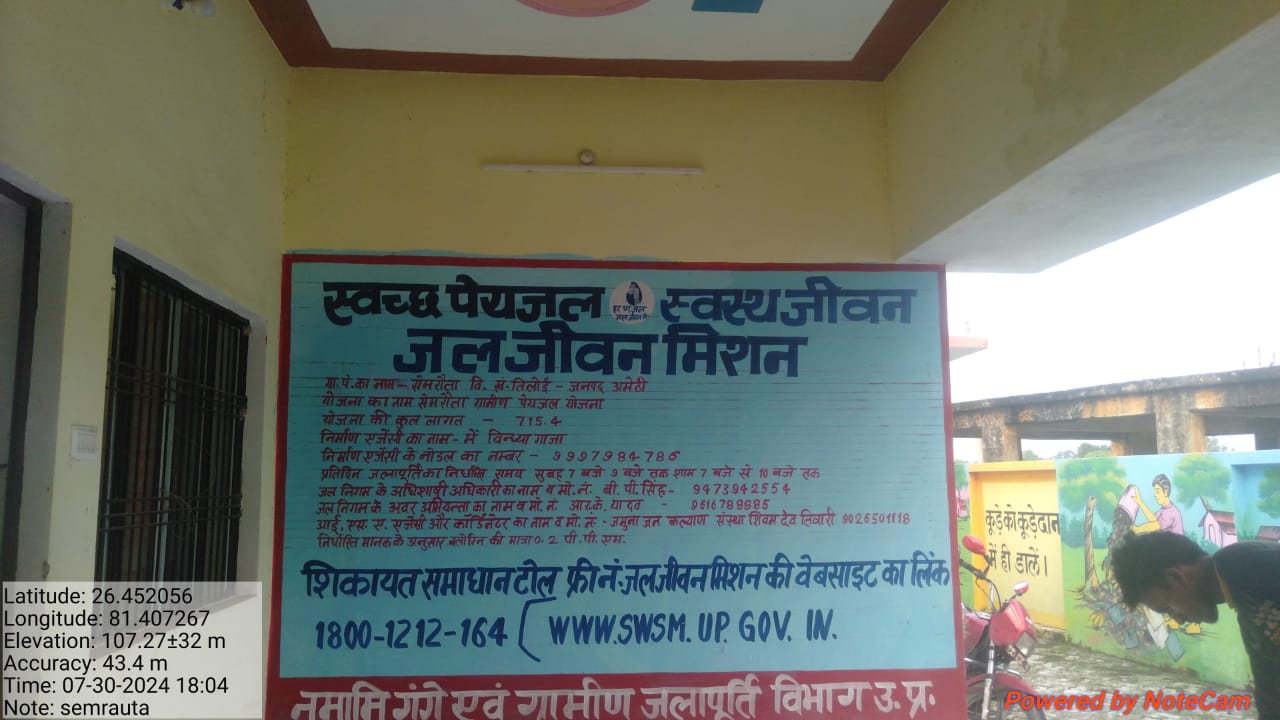 स्वच्छ पेयजल हर घर जल स्वस्थ जीवन
जल जीवन मिशन
ग्रा. पं. का नाम - सेमरौता वि. खं. तिलोई - जनपद अमेठी
योजना का नाम सेमरौता ग्रामीण पेयजल योजना
योजना की कुल लागत - 715.4
निर्माण एजेंसी का नाम - में विन्ध्या गाजा
निर्माण एजेंसी के नोडल का नम्बर - 9997984786
प्रतिदिन जलापूर्ति का निर्धारित समय सुबह 7 बजे 9 बजे तक शाम 7 बजे से 10 बजे तक
जल निगम के अधिशाषी अधिकारी का नाम व मो. नं. बी. पी. सिंह - 9473942554
जल निगम के अवर अभियन्ता का नाम व मो. नं आर. के. यादव - 9616788885
आई. एस. ए. एजेंसी और कॉर्डिनेटर का नाम व मो. नं - जमुना जन कल्याण संस्था शिवम देव तिवारी 9026501118
निर्धारित मानक के अनुसार क्लोरिन की मात्रा 0.2 पी. पी. एम.
शिकायत समाधान टोल फ्री नं. जल जीवन मिशन की वेबसाइट का लिंक
1800-1212-164 ( WWW.SWSM.UP.GOV.IN.
नमामि गंगे एवं ग्रामीण जलापूर्ति विभाग उ. प्र.
कूड़े को कूड़ेदान
में ही डालें।
Latitude: 26.452056
Longitude: 81.407267
Elevation: 107.27±32 m
Accuracy: 43.4 m
Time: 07-30-2024 18:04
Note: semrauta
Powered by NoteCam